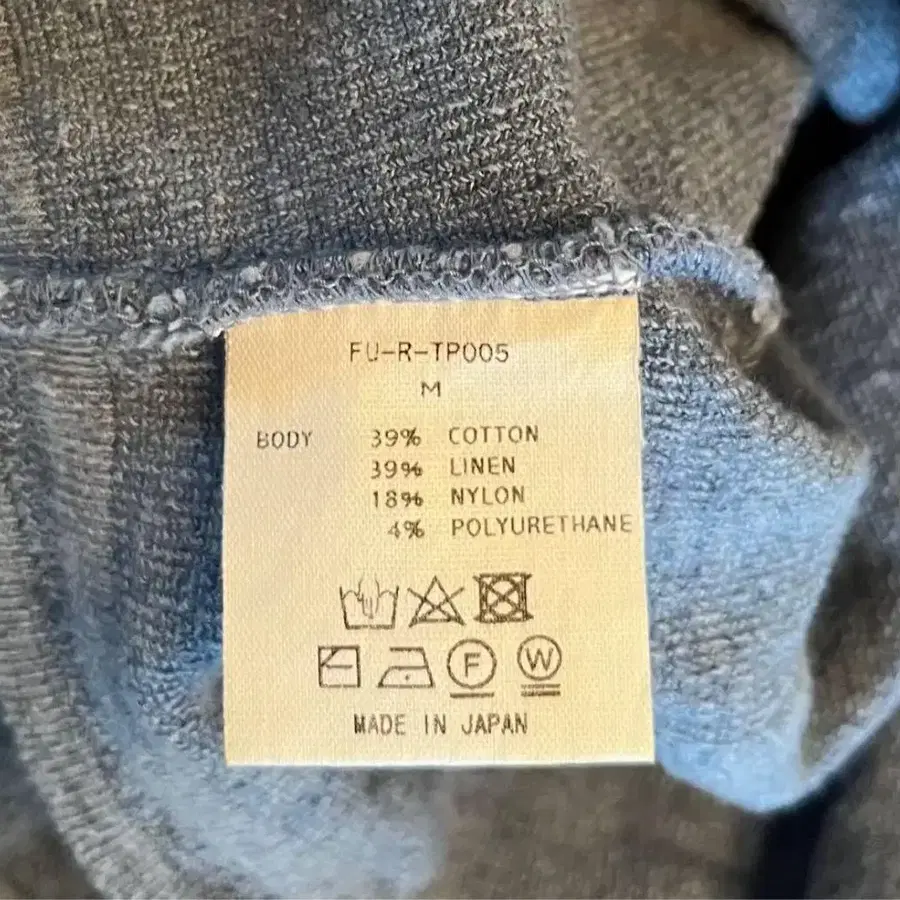 FU-R-TP005
M
BODY 39% COTTON
39% LINEN
18% NYLON
4% POLYURETHANE
F W
MADE IN JAPAN